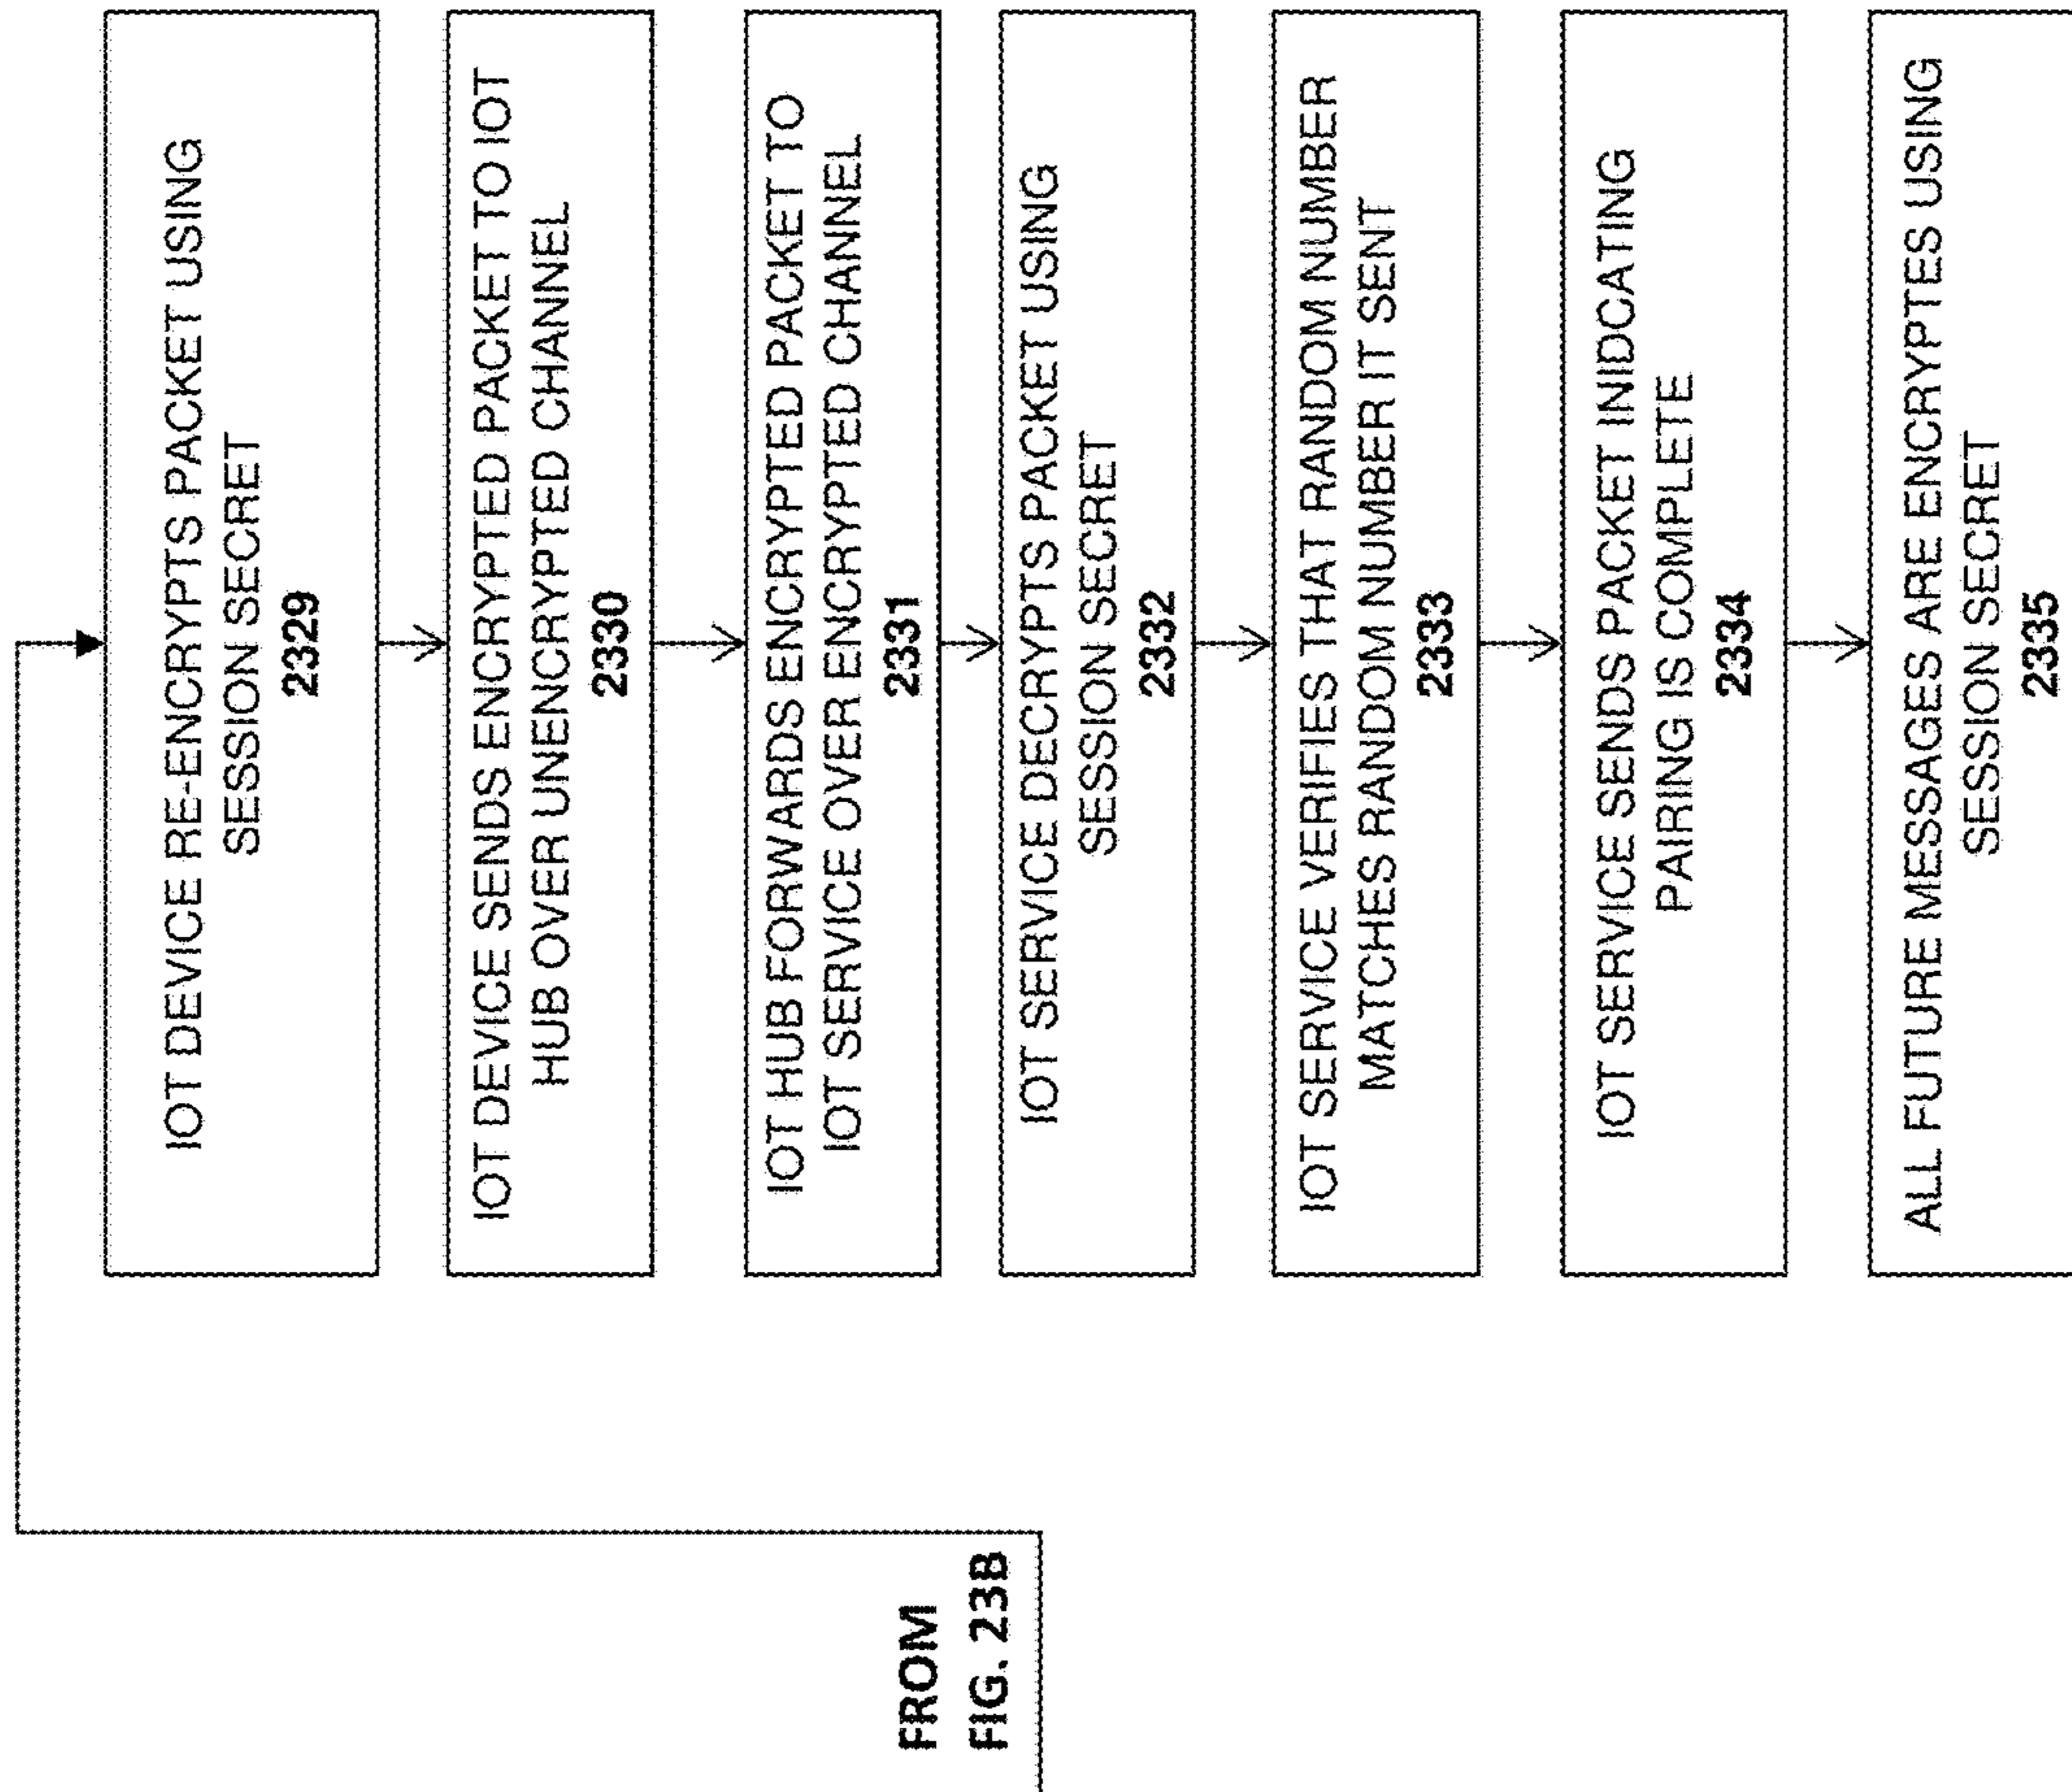 FROM
FIG. 23B
IOT DEVICE RE-ENCRYPTS PACKET USING
SESSION SECRET
2329
IOT DEVICE SENDS ENCRYPTED PACKET TO IOT
HUB OVER UNENCRYPTED CHANNEL
2330
IOT HUB FORWARDS ENCRYPTED PACKET TO
IOT SERVICE OVER ENCRYPTED CHANNEL
2331
IOT SERVICE DECRYPTS PACKET USING
SESSION SECRET
2332
IOT SERVICE VERIFIES THAT RANDOM NUMBER
MATCHES RANDOM NUMBER IT SENT
2333
IOT SERVICE SENDS PACKET INIDCATING
PAIRING IS COMPLETE
2334
ALL FUTURE MESSAGES ARE ENCRYPTES USING
SESSION SECRET
2335